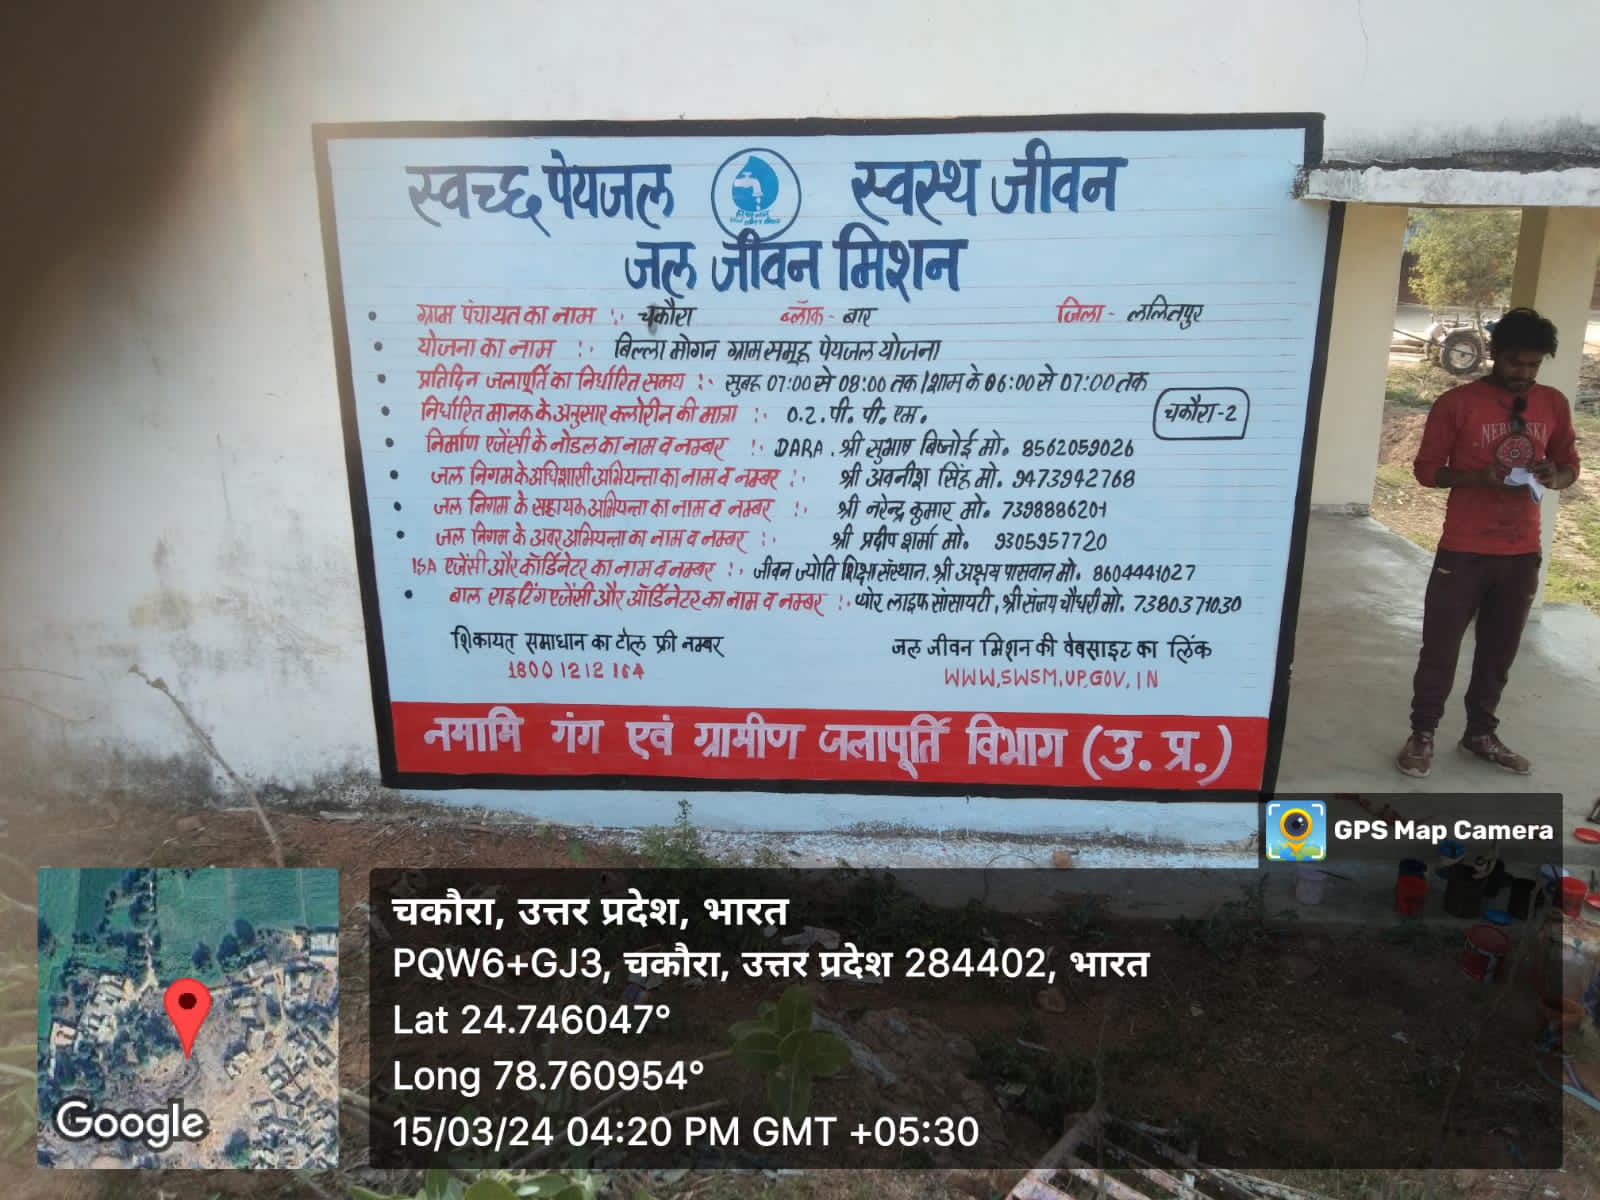 स्वच्छ पेयजल स्वस्थ जीवन
जल जीवन मिशन
• ग्राम पंचायत का नाम :- चकौरा ब्लॉक - बार जिला - ललितपुर
• योजना का नाम :- बिल्ला मोगन ग्राम समूह पेयजल योजना
• प्रतिदिन जलापूर्ति का निर्धारित समय :- सुबह 07:00 से 08:00 तक / शाम के 06:00 से 07:00 तक
• निर्धारित मानक के अनुसार क्लोरीन की मात्रा :- 0.2. पी. पी. एम.
चकौरा-2
• निर्माण एजेंसी के नोडल का नाम व नम्बर :- DARA . श्री सुभाष बिष्नोई मो. 8562059026
• जल निगम के अधिशासी अभियन्ता का नाम व नम्बर :- श्री अवनीश सिंह मो. 9473942768
• जल निगम के सहायक अभियन्ता का नाम व नम्बर :- श्री नरेन्द्र कुमार मो. 7398886201
• जल निगम के अवर अभियन्ता का नाम व नम्बर :- श्री प्रदीप शर्मा मो. 9305957720
ISA एजेंसी और कॉर्डिनेटर का नाम व नम्बर :- जीवन ज्योति शिक्षा संस्थान, श्री अक्षय पासवान मो. 8604441027
• बाल राइटिंग एजेंसी और ऑर्डिनेटर का नाम व नम्बर :- प्योर लाइफ सोसायटी, श्री संजय चौधरी मो. 7380371030
शिकायत समाधान का टोल फ्री नम्बर जल जीवन मिशन की वेबसाइट का लिंक
1800 1212 164 WWW.SWSM.UP.GOV.IN
नमामि गंग एवं ग्रामीण जलापूर्ति विभाग (उ. प्र.)
NEBRASKA
GPS Map Camera
चकौरा, उत्तर प्रदेश, भारत
PQW6+GJ3, चकौरा, उत्तर प्रदेश 284402, भारत
Lat 24.746047°
Long 78.760954°
15/03/24 04:20 PM GMT +05:30
Google